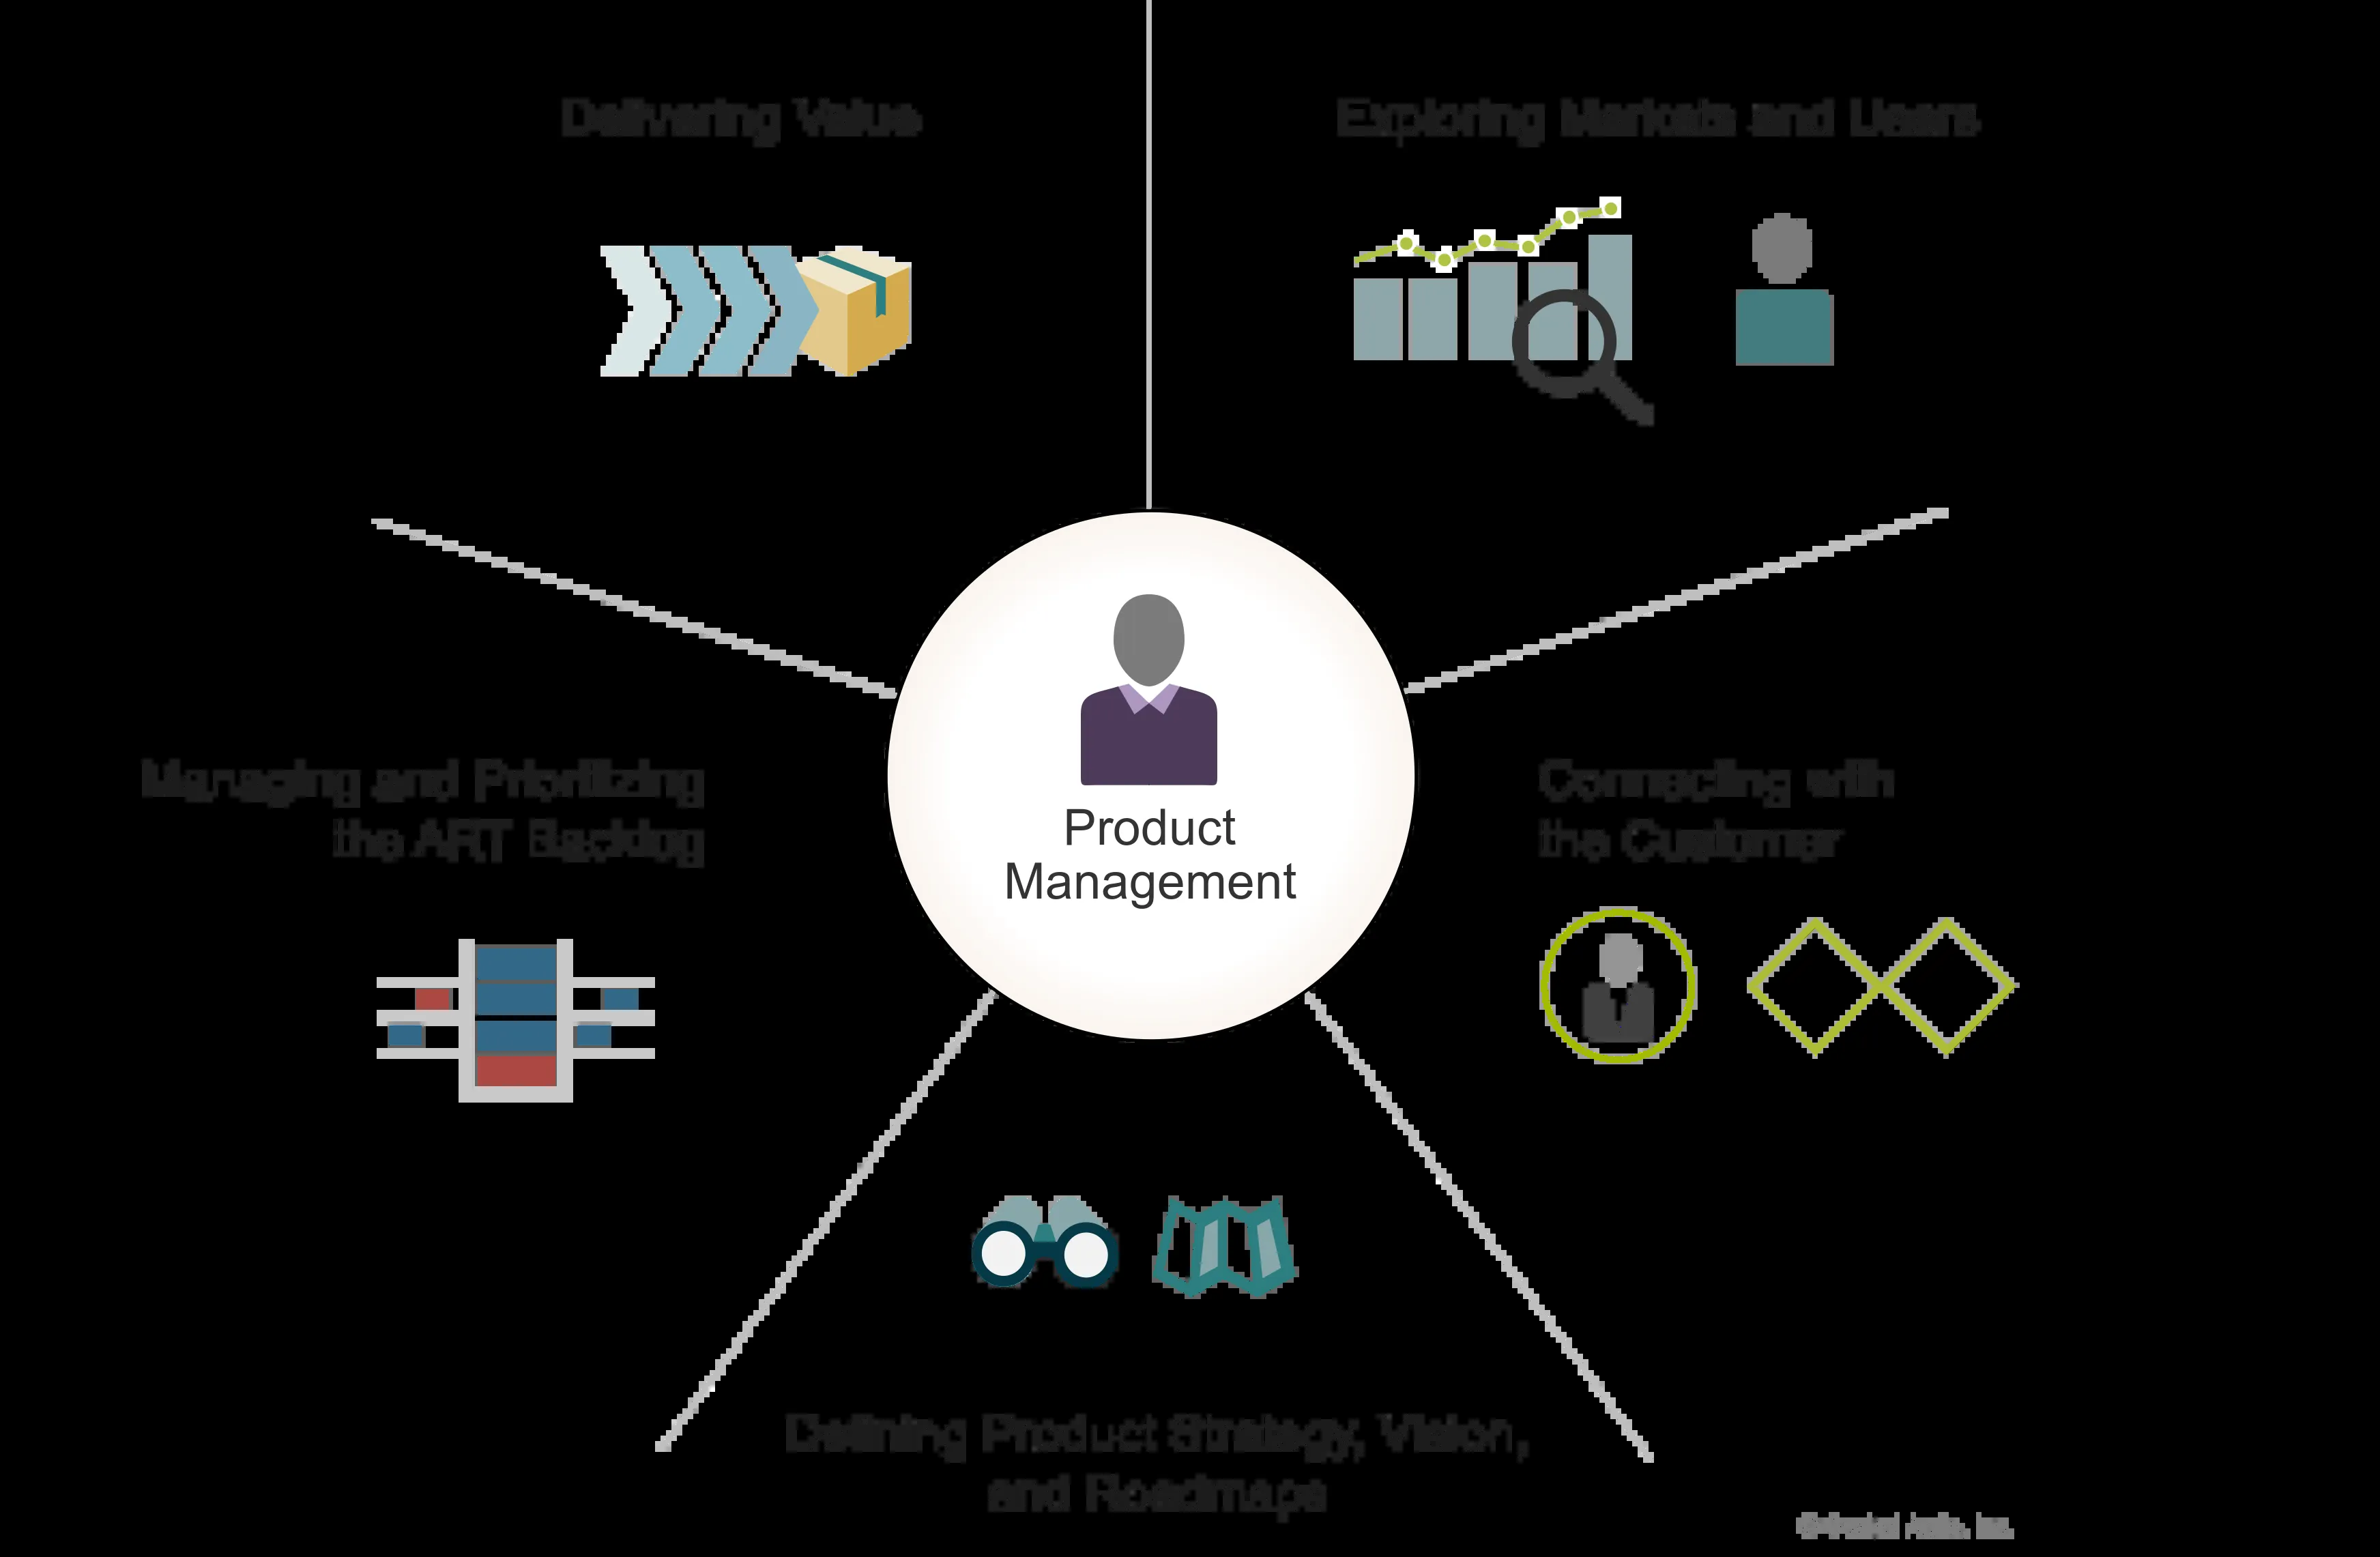 Delivering Value
Exploring Markets and Users
Product
Management
Managing and Prioritizing
the ART Backlog
Connecting with
the Customer
Defining Product Strategy, Vision,
and Roadmaps
© Scaled Agile, Inc.